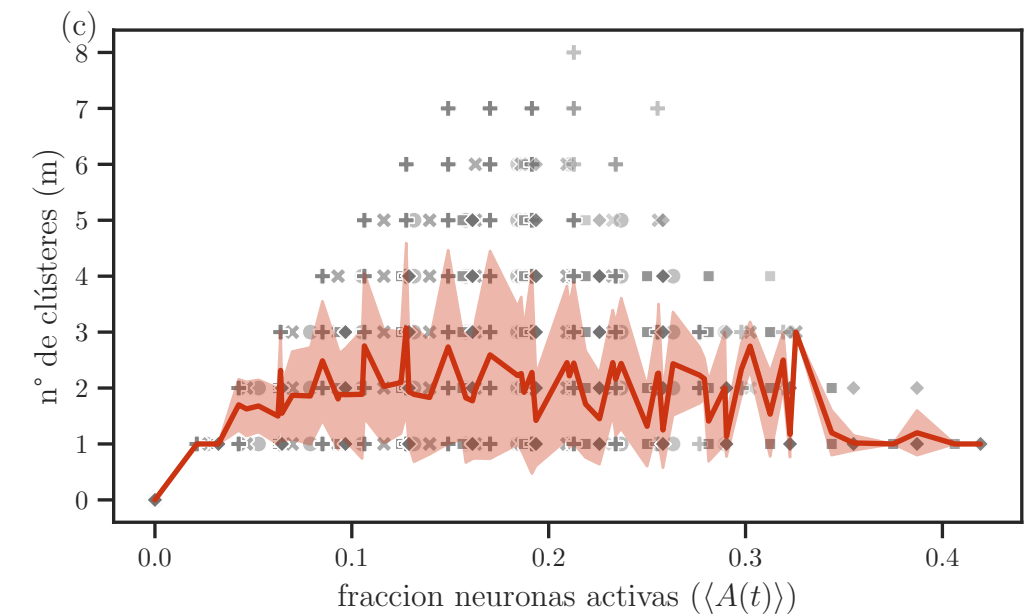 (c)
8
7
6
5
4
3
2
1
0
n° de clústeres (m)
0.0 0.1 0.2 0.3 0.4
fraccion neuronas activas (⟨A(t)⟩)